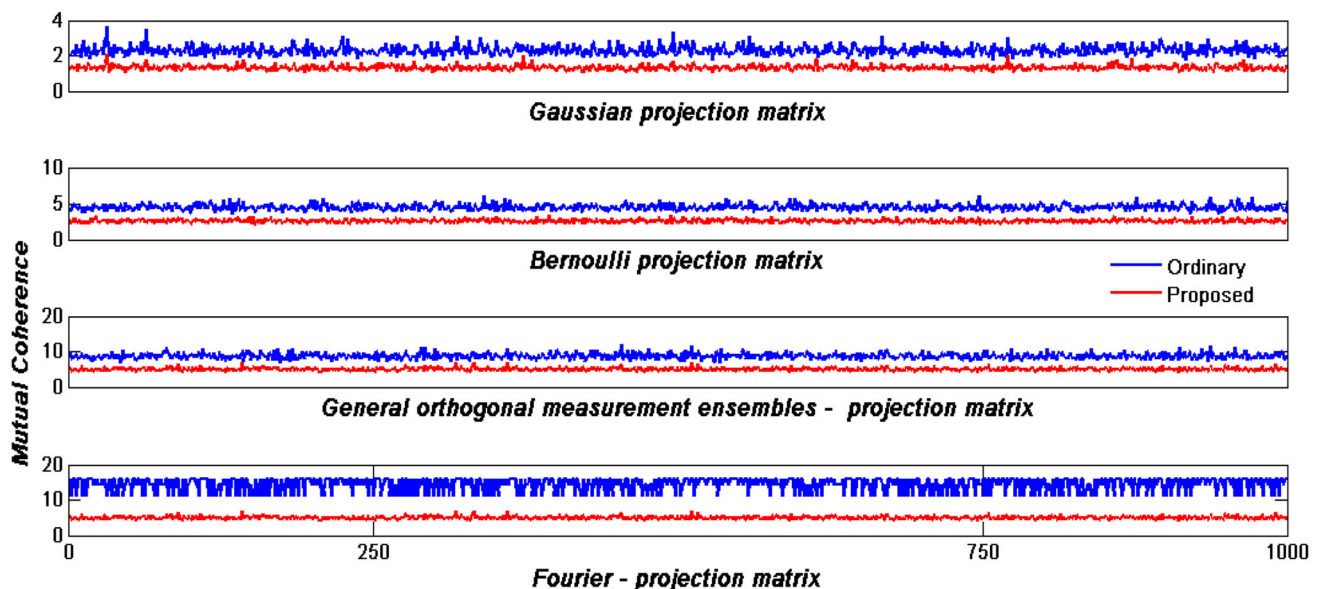 4
2
0
Gaussian projection matrix
10
5
0
Bernoulli projection matrix
Ordinary
Proposed
Mutual Coherence
20
10
0
General orthogonal measurement ensembles - projection matrix
20
10
0
0 250 750 1000
Fourier - projection matrix